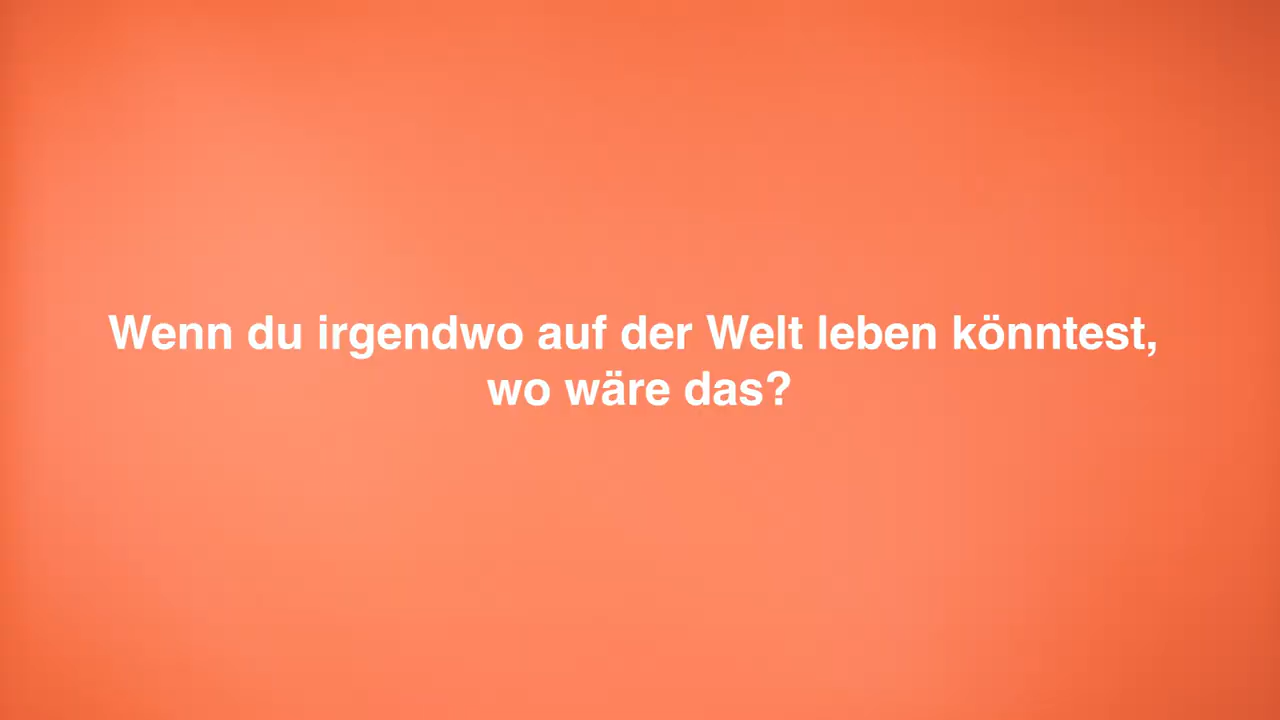 Wenn du irgendwo auf der Welt leben könntest,
wo wäre das?